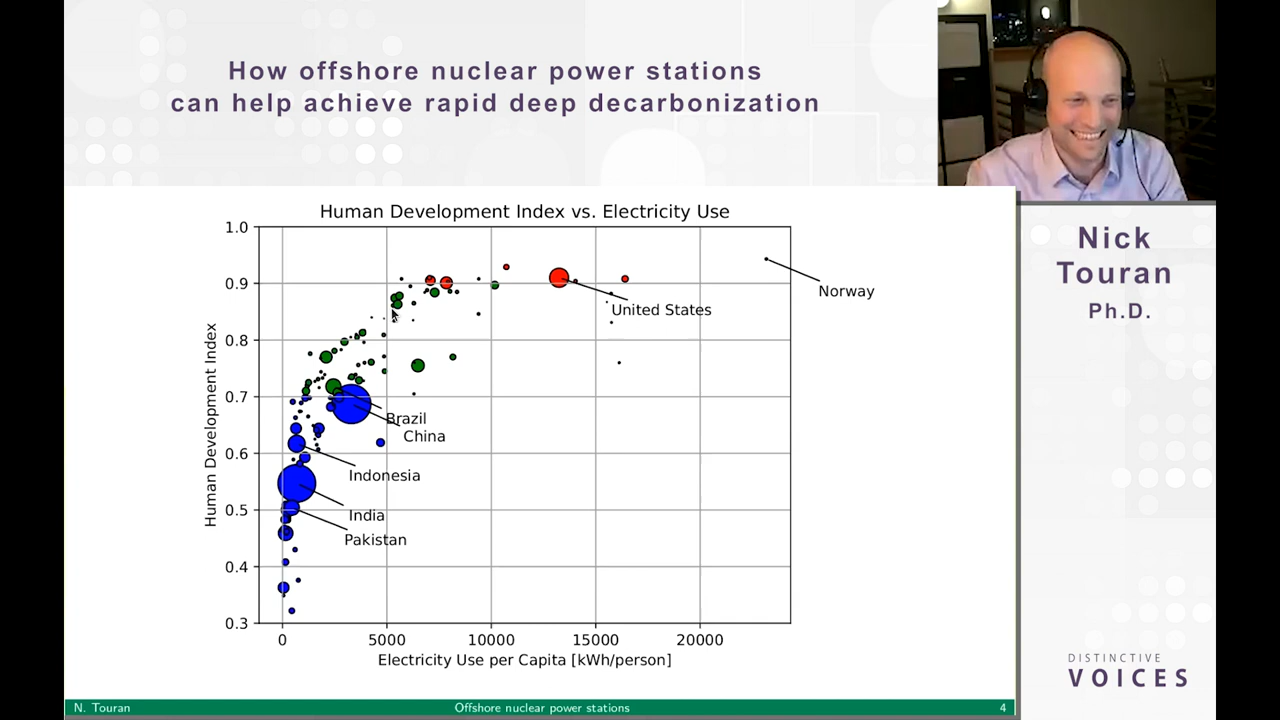 How offshore nuclear power stations
can help achieve rapid deep decarbonization
Nick
Touran
Ph.D.
Human Development Index vs. Electricity Use
1.0
0.9
0.8
0.7
0.6
0.5
0.4
0.3
Human Development Index
Norway
United States
Brazil
China
Indonesia
India
Pakistan
0
5000
10000
15000
20000
Electricity Use per Capita [kWh/person]
DISTINCTIVE
VOICES
N. Touran
Offshore nuclear power stations
4